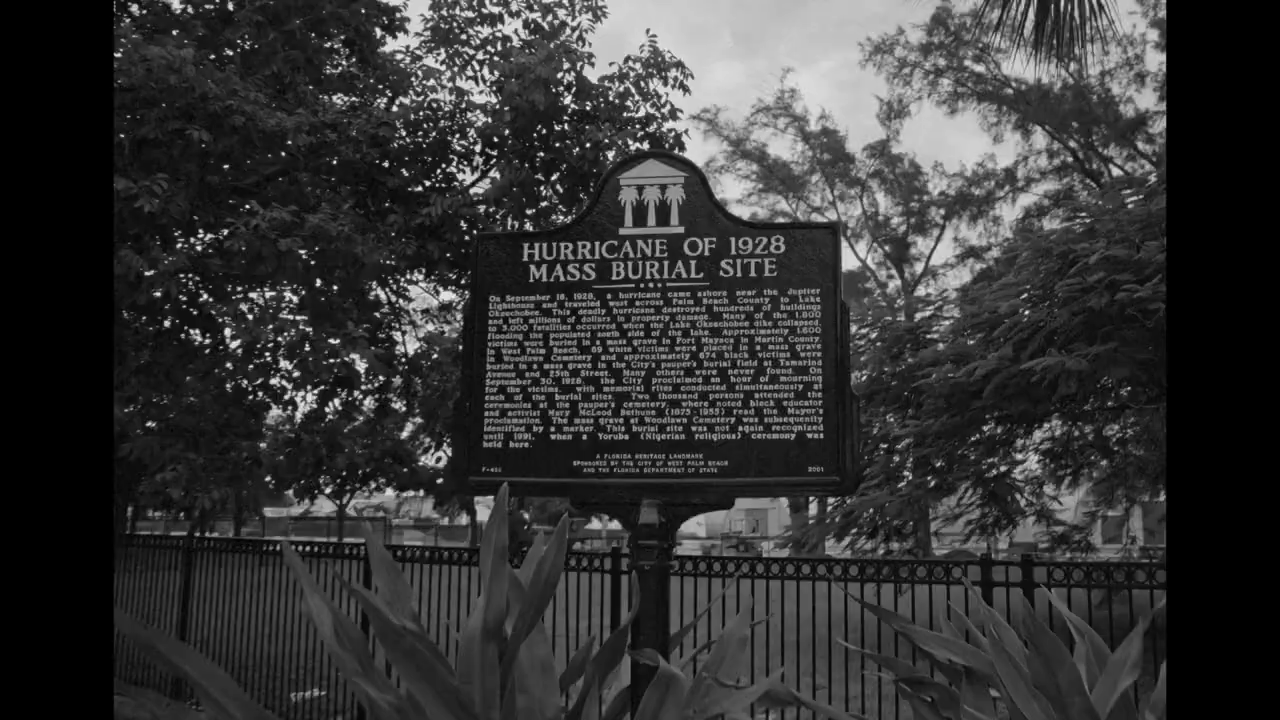 HURRICANE OF 1928
MASS BURIAL SITE
On September 16, 1928, a hurricane came ashore near the Jupiter
Lighthouse and traveled west across Palm Beach County to Lake
Okeechobee. This deadly hurricane destroyed hundreds of buildings
and left millions of dollars in property damage. Many of the 1,800
to 3,000 fatalities occurred when the Lake Okeechobee dike collapsed,
flooding the populated south side of the lake. Approximately 1,600
victims were buried in a mass grave in Port Mayaca in Martin County.
In West Palm Beach, 69 white victims were placed in a mass grave
in Woodlawn Cemetery and approximately 674 black victims were
buried in a mass grave in the City's pauper's burial field at Tamarind
Avenue and 25th Street. Many others were never found. On
September 30, 1928, the City proclaimed an hour of mourning
for the victims, with memorial rites conducted simultaneously at
each of the burial sites. Two thousand persons attended the
ceremonies at the pauper's cemetery, where noted black educator
and activist Mary McLeod Bethune (1875-1955) read the Mayor's
proclamation. The mass grave at Woodlawn Cemetery was subsequently
identified by a marker. This burial site was not again recognized
until 1991, when a Yoruba (Nigerian religious) ceremony was
held here.
A FLORIDA HERITAGE LANDMARK
SPONSORED BY THE CITY OF WEST PALM BEACH
F-452 AND THE FLORIDA DEPARTMENT OF STATE 2001